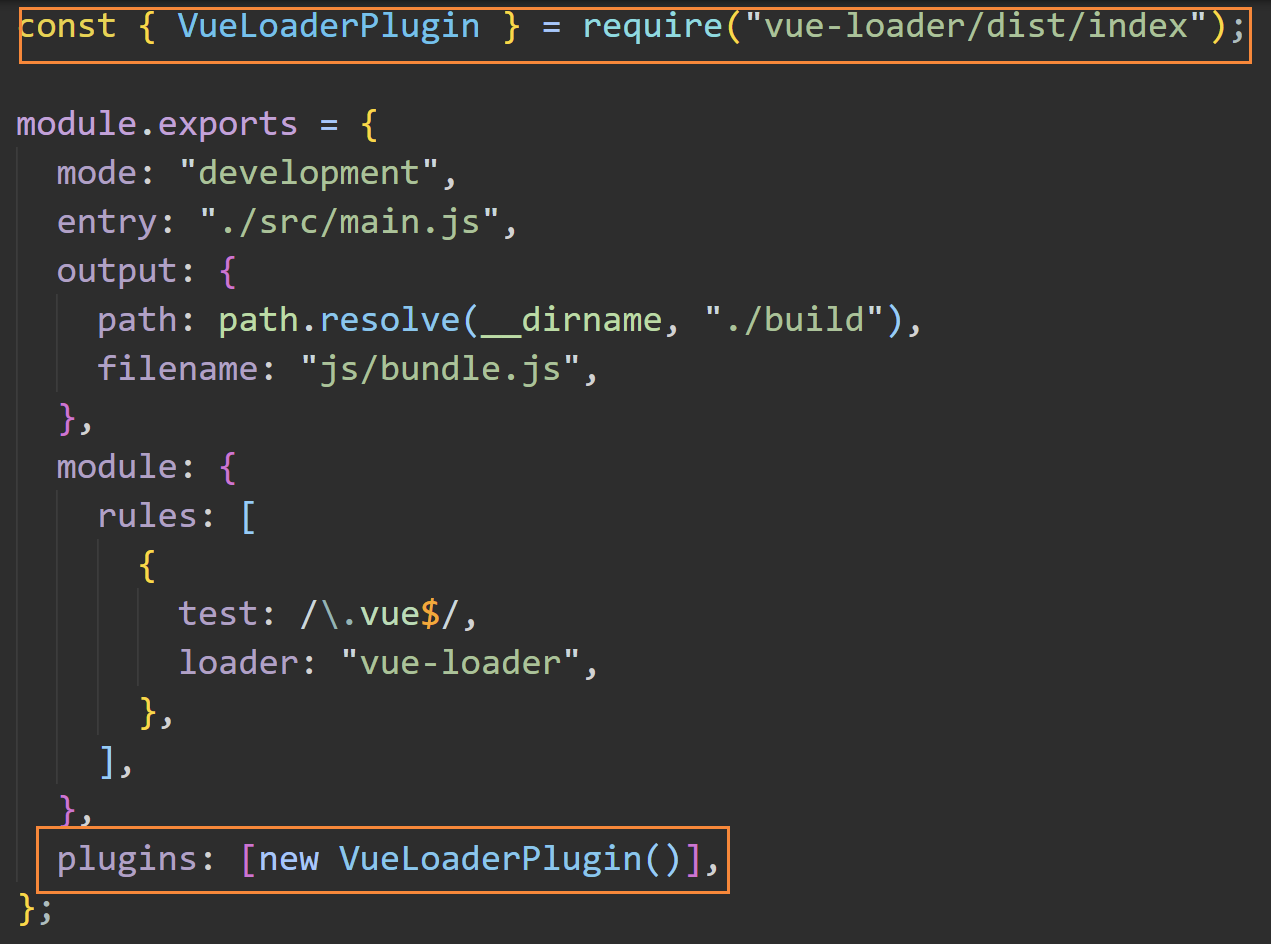 const { VueLoaderPlugin } = require("vue-loader/dist/index");
module.exports = {
  mode: "development",
  entry: "./src/main.js",
  output: {
    path: path.resolve(__dirname, "./build"),
    filename: "js/bundle.js",
  },
  module: {
    rules: [
      {
        test: /\.vue$/,
        loader: "vue-loader",
      },
    ],
  },
  plugins: [new VueLoaderPlugin()],
};